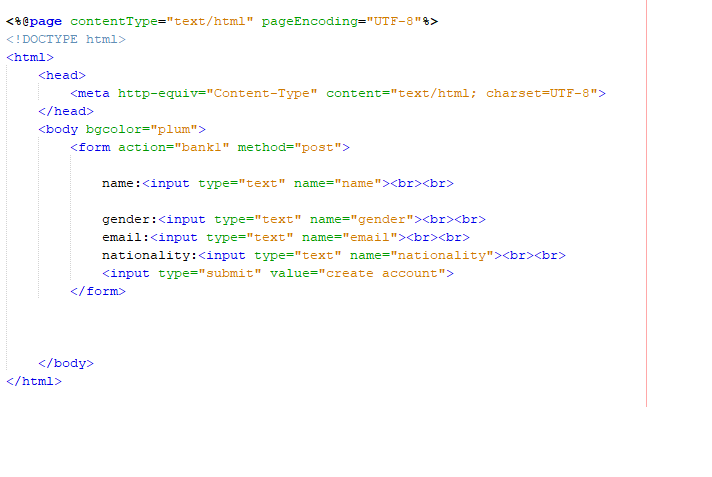 <%@page contentType="text/html" pageEncoding="UTF-8"%>
<!DOCTYPE html>
<html>
<head>
<meta http-equiv="Content-Type" content="text/html; charset=UTF-8">
</head>
<body bgcolor="plum">
<form action="bank1" method="post">
name:<input type="text" name="name"><br><br>
gender:<input type="text" name="gender"><br><br>
email:<input type="text" name="email"><br><br>
nationality:<input type="text" name="nationality"><br><br>
<input type="submit" value="create account">
</form>
</body>
</html>